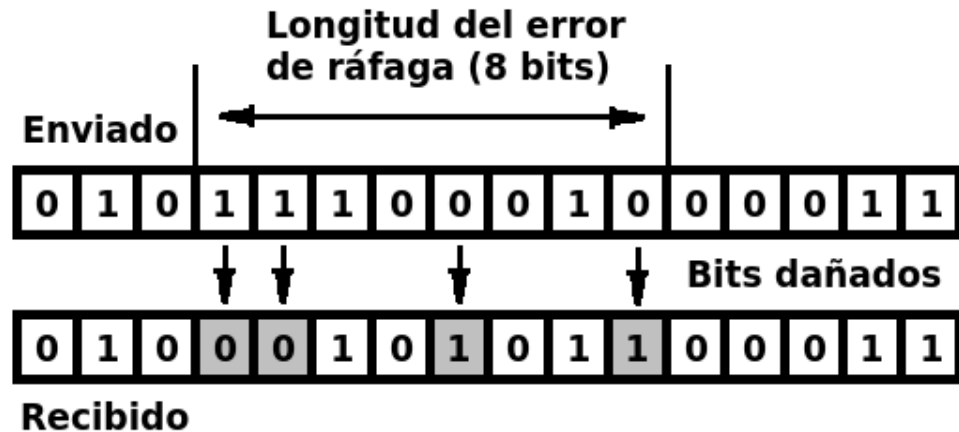 Longitud del error
de ráfaga (8 bits)
Enviado
0 1 0 1 1 1 0 0 0 1 0 0 0 0 1 1
Bits dañados
0 1 0 0 0 1 0 1 0 1 1 0 0 0 1 1
Recibido